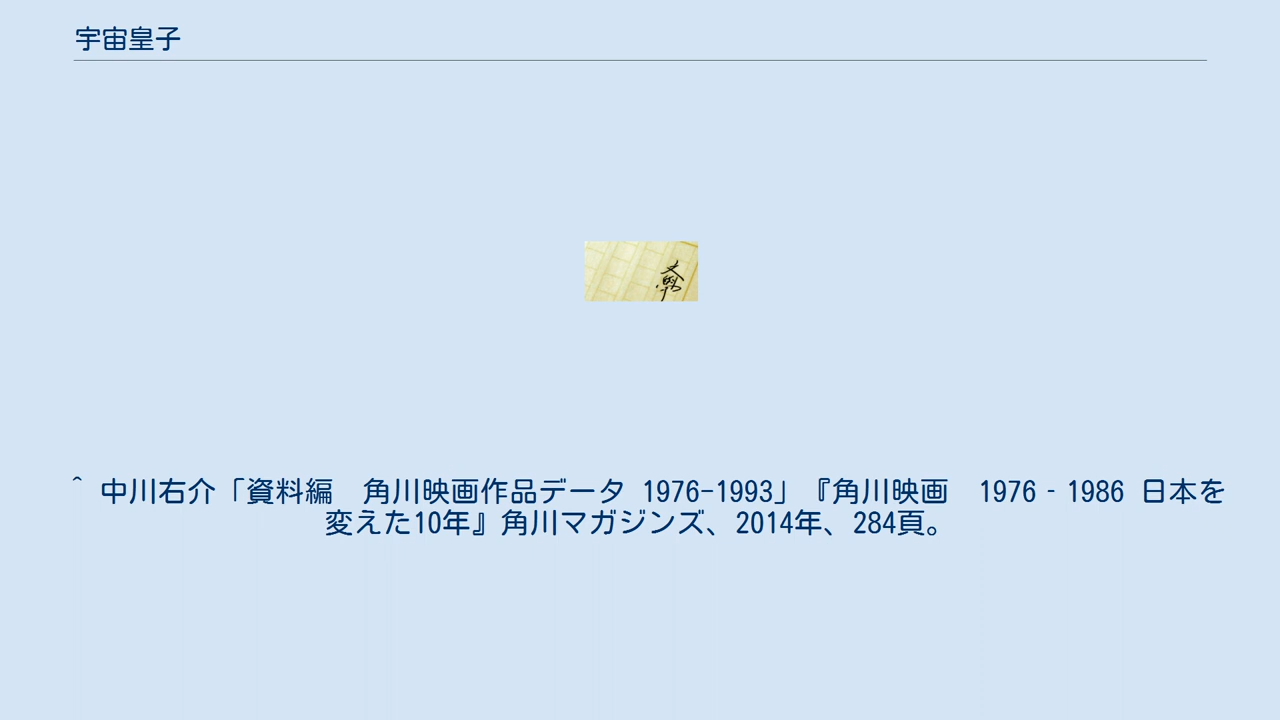 宇宙皇子
^ 中川右介「資料編　角川映画作品データ 1976-1993」『角川映画　1976‐1986 日本を
変えた10年』角川マガジンズ、2014年、284頁。